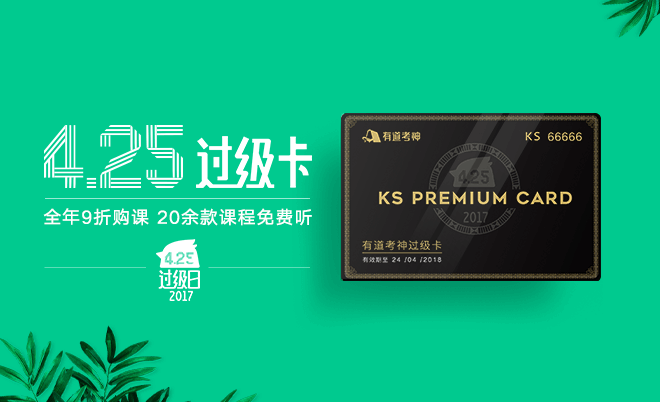 4.25 过级卡
全年9折购课 20余款课程免费听
4.25
过级日
2017
有道考神
KS 66666
4.25
KS PREMIUM CARD
2017
有道考神过级卡
有效期至 24 /04 /2018